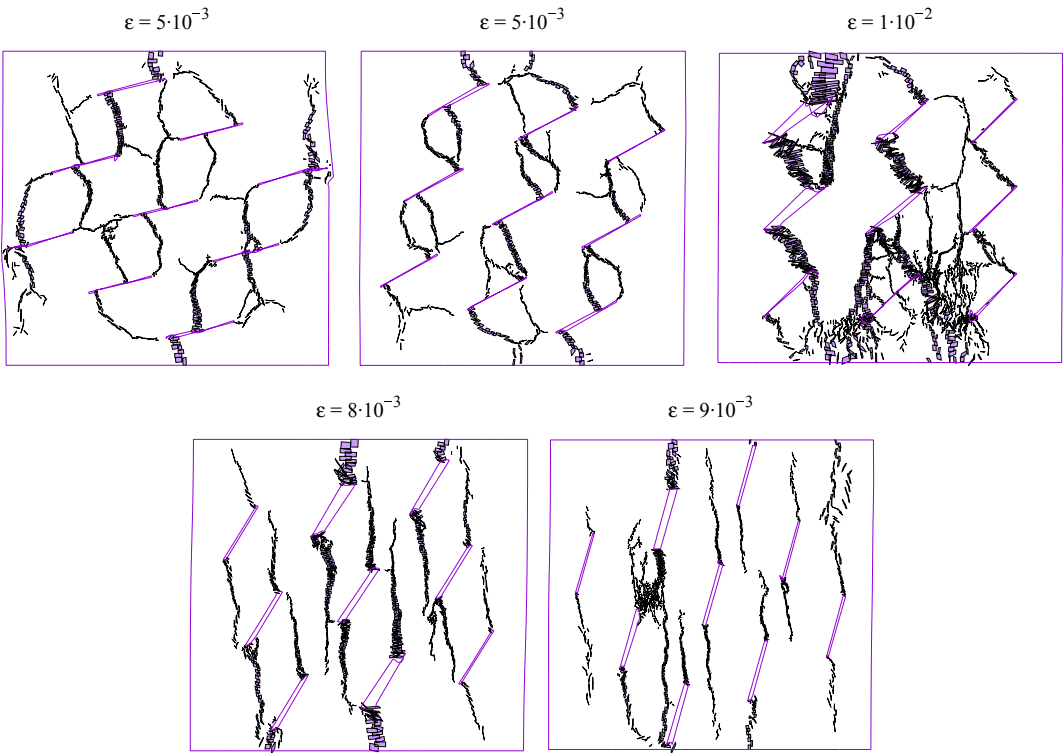 ε = 5·10⁻³
ε = 5·10⁻³
ε = 1·10⁻²
ε = 8·10⁻³
ε = 9·10⁻³